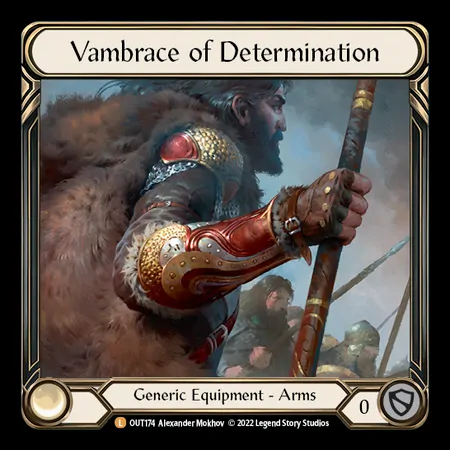 Vambrace of Determination
Generic Equipment - Arms
0
L OUT174 Alexander Mokhov © 2022 Legend Story Studios